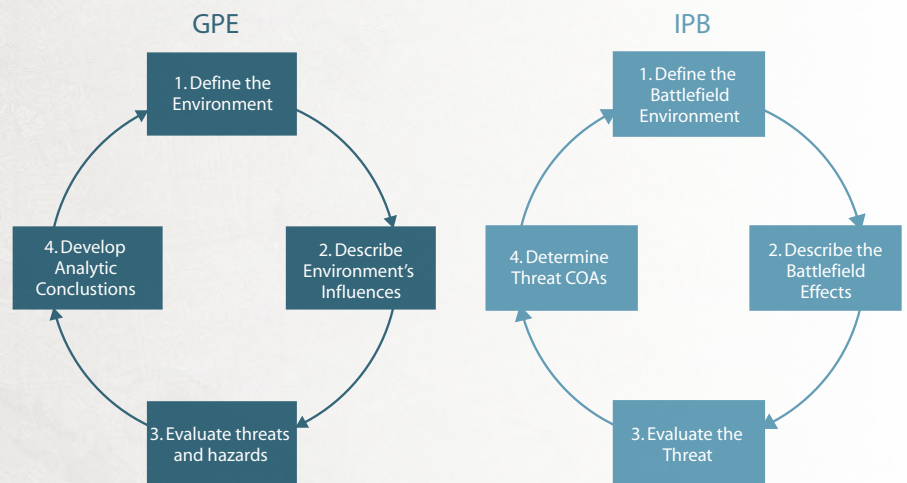 GPE
1. Define the
Environment
2. Describe
Environment’s
Influences
3. Evaluate threats
and hazards
4. Develop
Analytic
Conclustions
IPB
1. Define the
Battlefield
Environment
2. Describe the
Battlefield
Effects
3. Evaluate the
Threat
4. Determine
Threat COAs